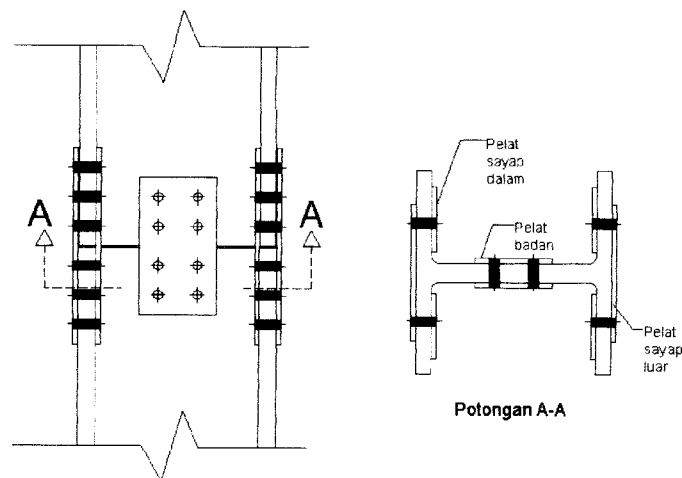 A
A
Pelat
sayap
dalam
Pelat
badan
Pelat
sayap
luar
Potongan A-A